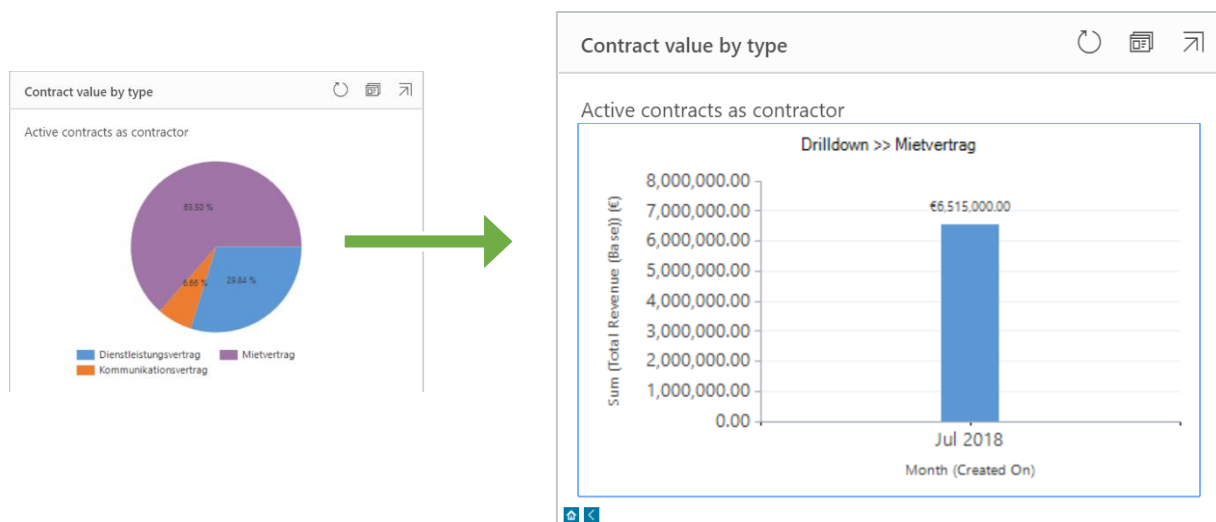 Contract value by type
Active contracts as contractor
63.50 %
6.66 %
29.84 %
Dienstleistungsvertrag
Mietvertrag
Kommunikationsvertrag
Contract value by type
Active contracts as contractor
Drilldown >> Mietvertrag
Sum (Total Revenue (Base)) (€)
8,000,000.00
7,000,000.00
6,000,000.00
5,000,000.00
4,000,000.00
3,000,000.00
2,000,000.00
1,000,000.00
0.00
€6,515,000.00
Jul 2018
Month (Created On)